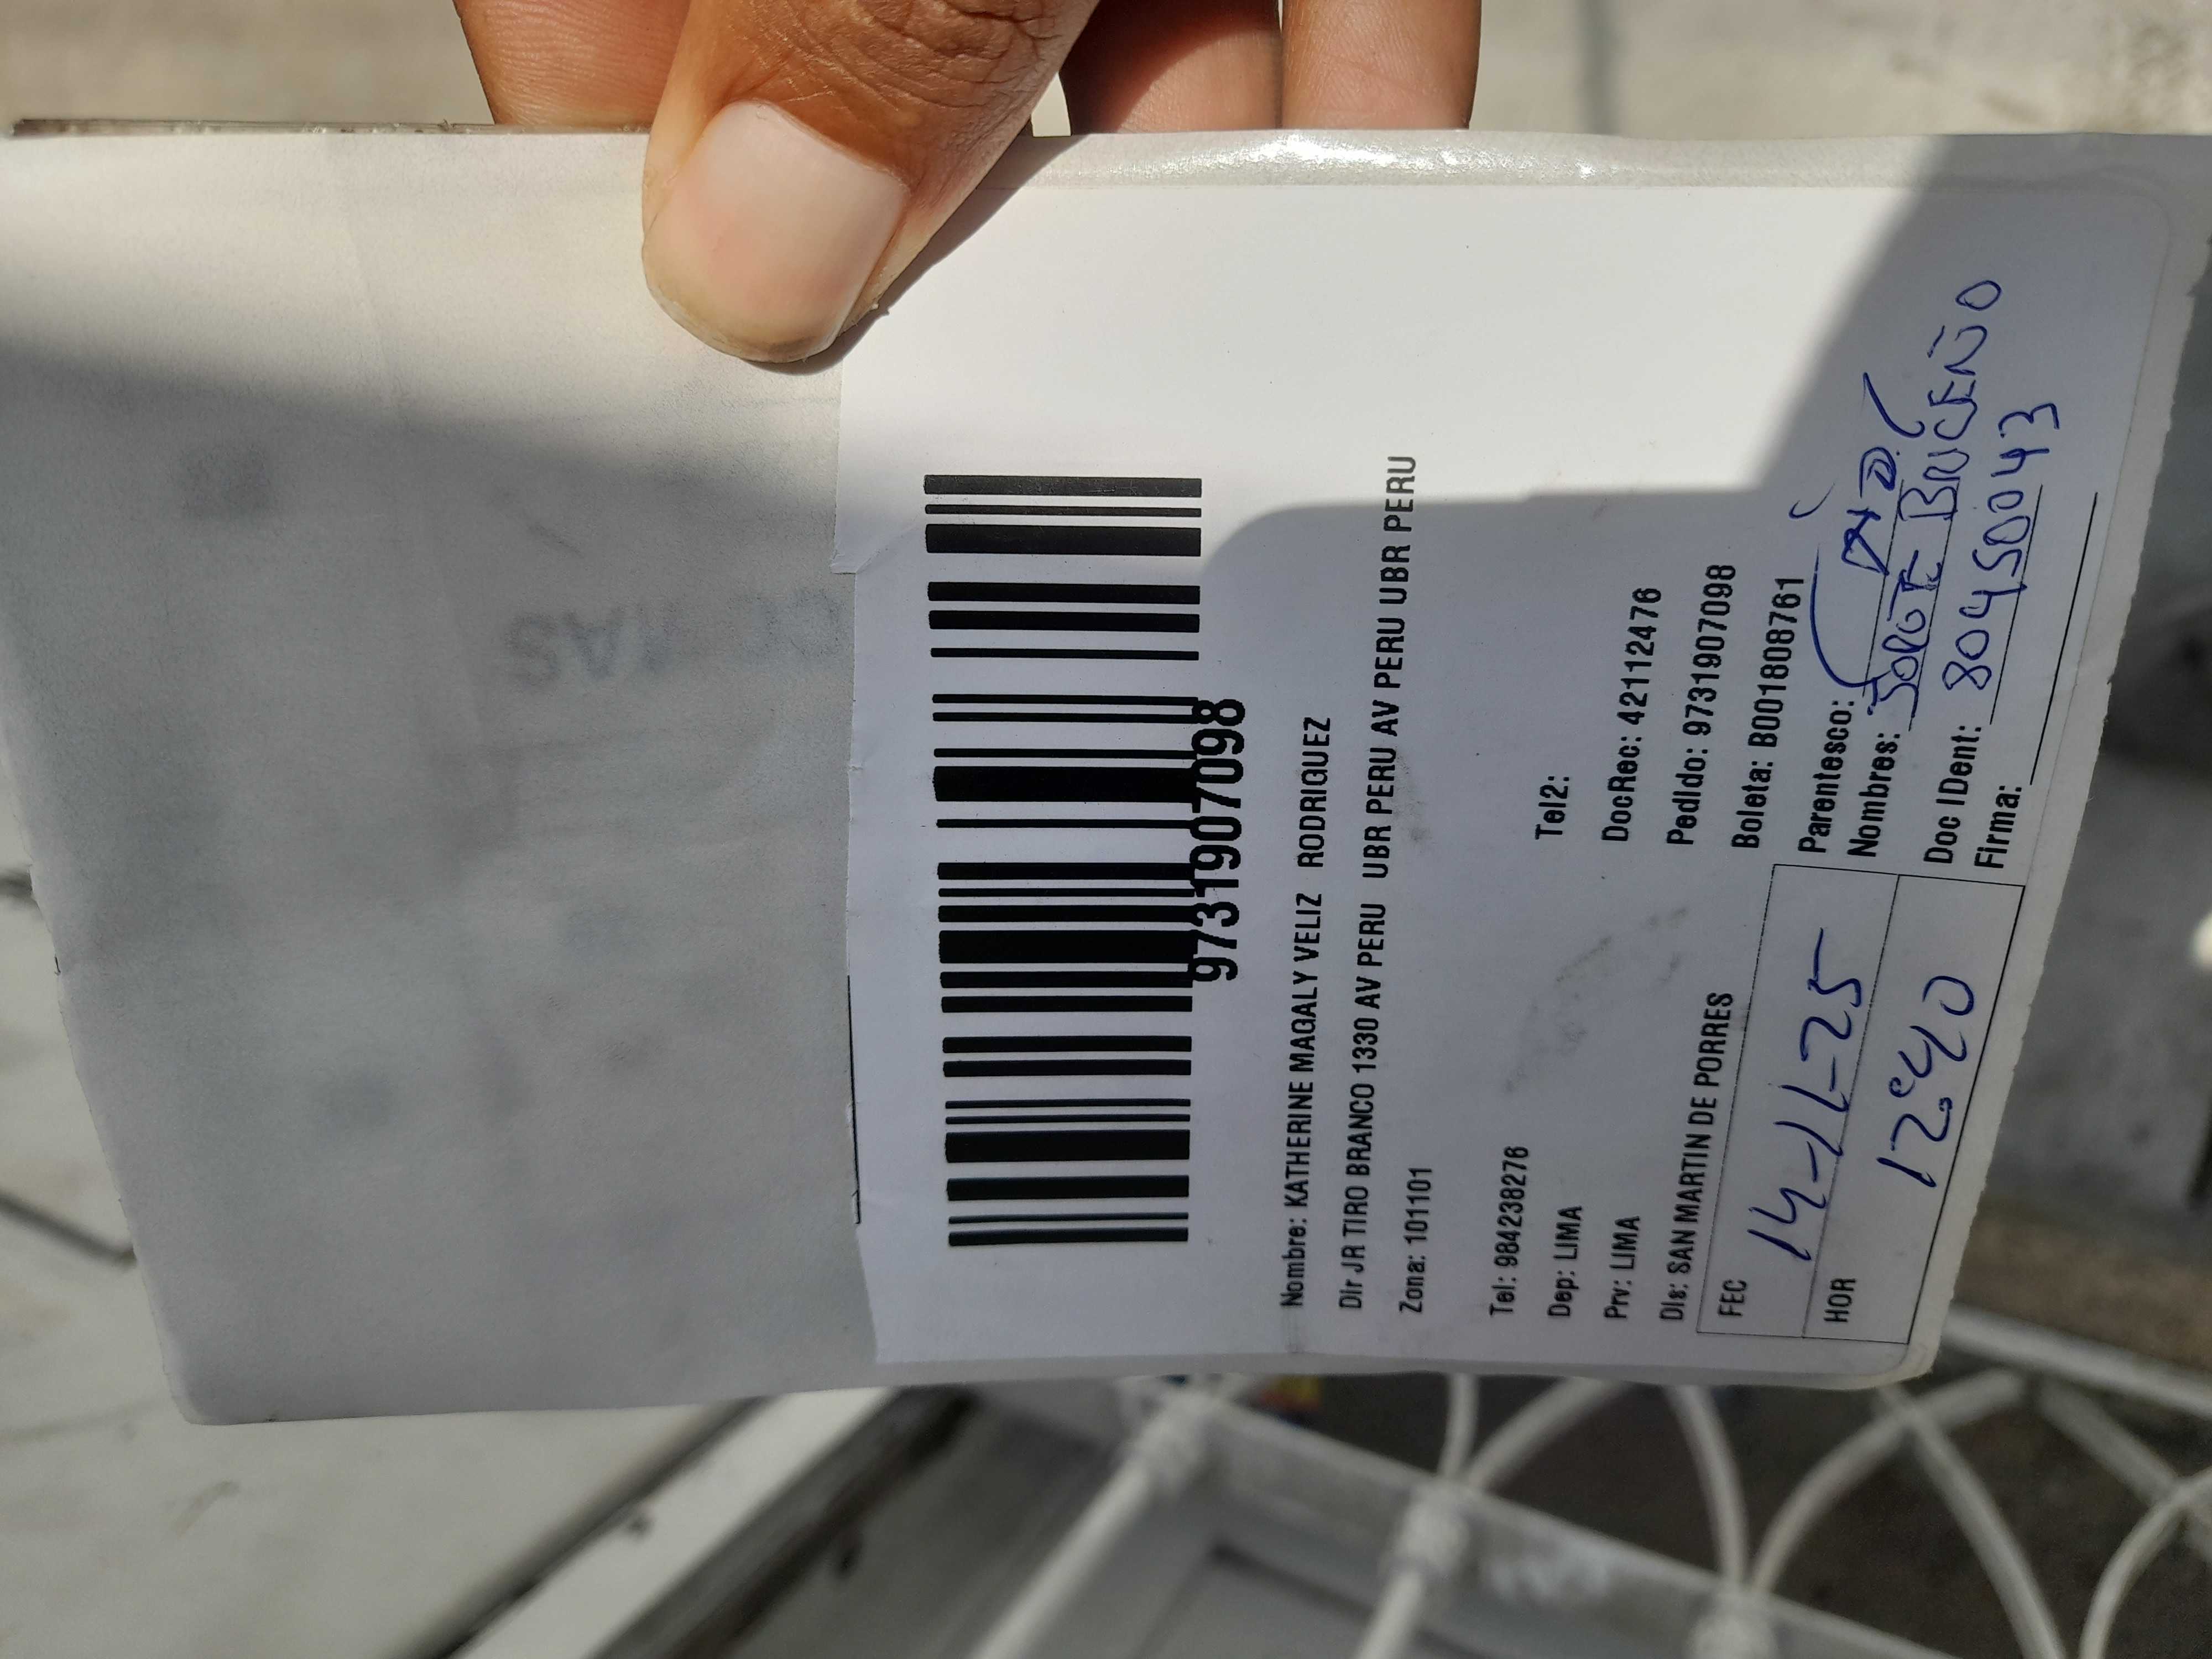 9731907098
Nombre: KATHERINE MAGALY VELIZ RODRIGUEZ
Dir JR TIRO BRANCO 1330 AV PERU UBR PERU AV PERU UBR PERU
Zona: 101101
Tel: 984238276 Tel2:
Dep: LIMA DocRec: 42112476
Prv: LIMA Pedido: 9731907098
Dis: SAN MARTIN DE PORRES Boleta: B001808761
FEC 14-11-25 Parentesco:
Nombres: JORGE BRICEÑO
HOR 12:40 Doc IDent: 80450043
Firma: